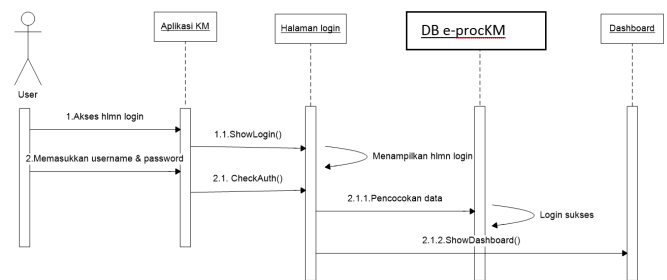 Aplikasi KM
Halaman login
DB e-procKM
Dashboard
User
1.Akses hlmn login
1.1.ShowLogin()
Menampilkan hlmn login
2.Memasukkan username & password
2.1. CheckAuth()
2.1.1.Pencocokan data
Login sukses
2.1.2.ShowDashboard()